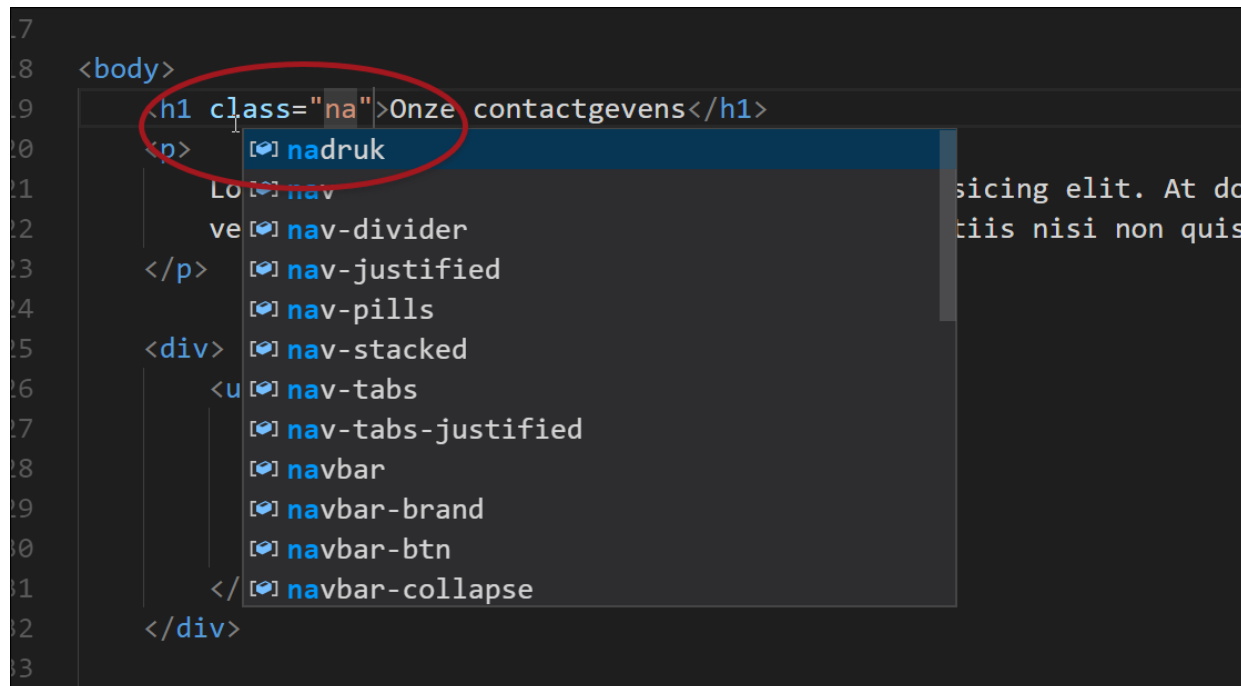 17
18 <body>
19 <h1 class="na">Onze contactgevens</h1>
20 <p> nadruk
21 Lo nav sicing elit. At do
22 ve nav-divider tiis nisi non quis
23 </p> nav-justified
24 nav-pills
25 <div> nav-stacked
26 <u nav-tabs
27 nav-tabs-justified
28 navbar
29 navbar-brand
30 navbar-btn
31 </ navbar-collapse
32 </div>
33